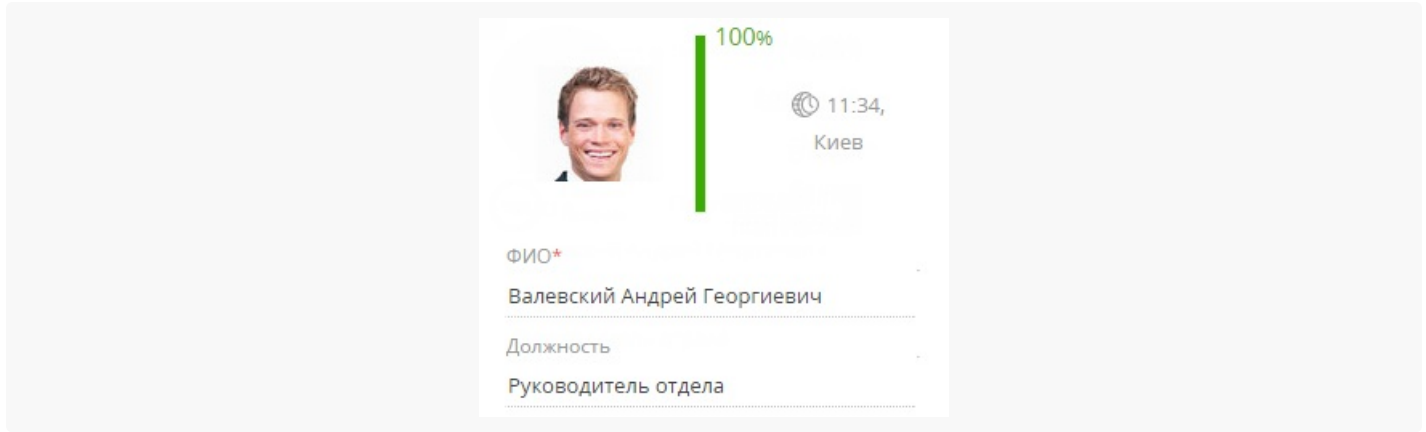 100%
11:34,
Киев
ФИО*
Валевский Андрей Георгиевич
Должность
Руководитель отдела